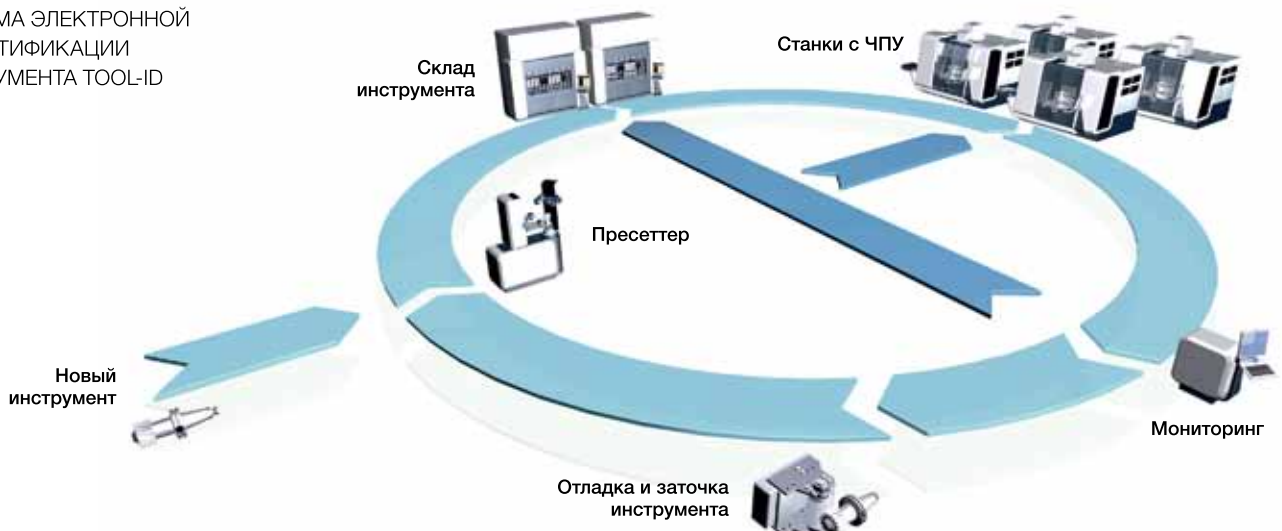 МА ЭЛЕКТРОННОЙ
ТИФИКАЦИИ
УМЕНТА TOOL-ID
Склад
инструмента
Станки с ЧПУ
Пресеттер
Новый
инструмент
Мониторинг
Отладка и заточка
инструмента